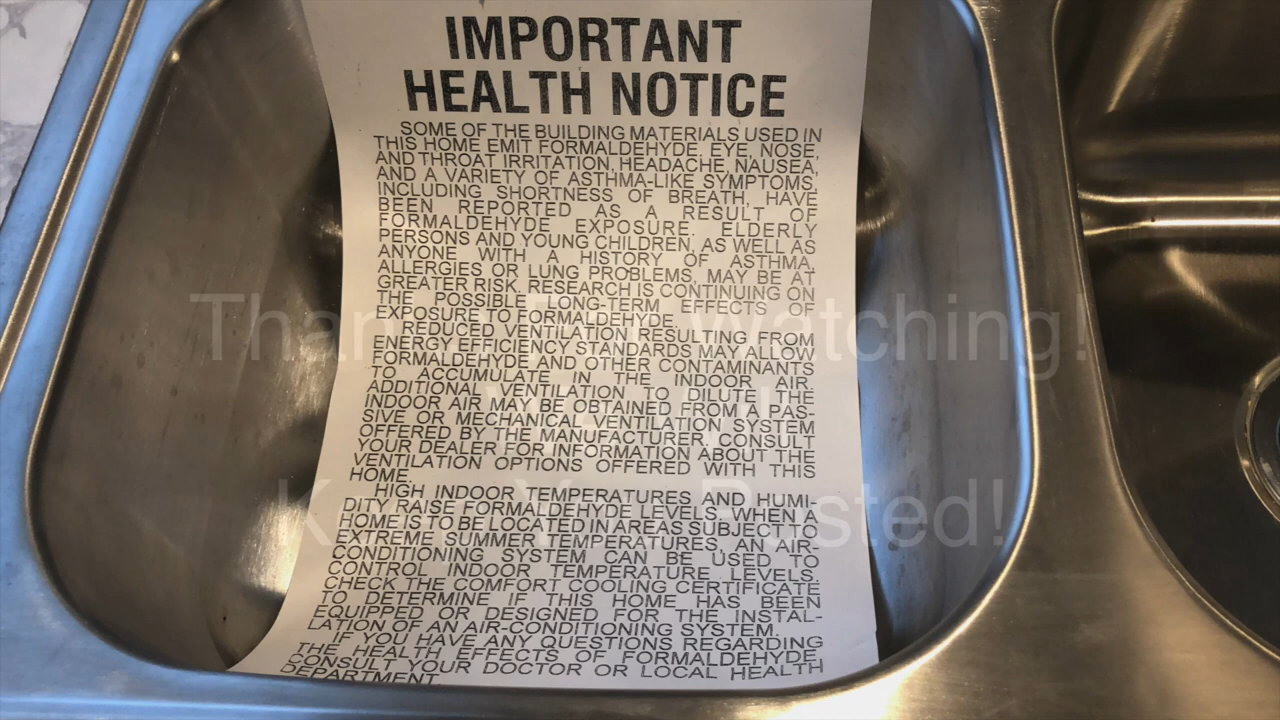 IMPORTANT
HEALTH NOTICE
SOME OF THE BUILDING MATERIALS USED IN
THIS HOME EMIT FORMALDEHYDE. EYE, NOSE,
AND THROAT IRRITATION, HEADACHE, NAUSEA,
AND A VARIETY OF ASTHMA-LIKE SYMPTOMS,
INCLUDING SHORTNESS OF BREATH, HAVE
BEEN REPORTED AS A RESULT OF
FORMALDEHYDE EXPOSURE. ELDERLY
PERSONS AND YOUNG CHILDREN, AS WELL AS
ANYONE WITH A HISTORY OF ASTHMA,
ALLERGIES OR LUNG PROBLEMS, MAY BE AT
GREATER RISK. RESEARCH IS CONTINUING ON
THE POSSIBLE LONG-TERM EFFECTS OF
EXPOSURE TO FORMALDEHYDE.
REDUCED VENTILATION RESULTING FROM
ENERGY EFFICIENCY STANDARDS MAY ALLOW
FORMALDEHYDE AND OTHER CONTAMINANTS
TO ACCUMULATE IN THE INDOOR AIR.
ADDITIONAL VENTILATION TO DILUTE THE
INDOOR AIR MAY BE OBTAINED FROM A PAS-
SIVE OR MECHANICAL VENTILATION SYSTEM
OFFERED BY THE MANUFACTURER. CONSULT
YOUR DEALER FOR INFORMATION ABOUT THE
VENTILATION OPTIONS OFFERED WITH THIS
HOME.
HIGH INDOOR TEMPERATURES AND HUMI-
DITY RAISE FORMALDEHYDE LEVELS. WHEN A
HOME IS TO BE LOCATED IN AREAS SUBJECT TO
EXTREME SUMMER TEMPERATURES, AN AIR-
CONDITIONING SYSTEM CAN BE USED TO
CONTROL INDOOR TEMPERATURE LEVELS.
CHECK THE COMFORT COOLING CERTIFICATE
TO DETERMINE IF THIS HOME HAS BEEN
EQUIPPED OR DESIGNED FOR THE INSTAL-
LATION OF AN AIR-CONDITIONING SYSTEM.
IF YOU HAVE ANY QUESTIONS REGARDING
THE HEALTH EFFECTS OF FORMALDEHYDE
CONSULT YOUR DOCTOR OR LOCAL HEALTH
DEPARTMENT
Watching!